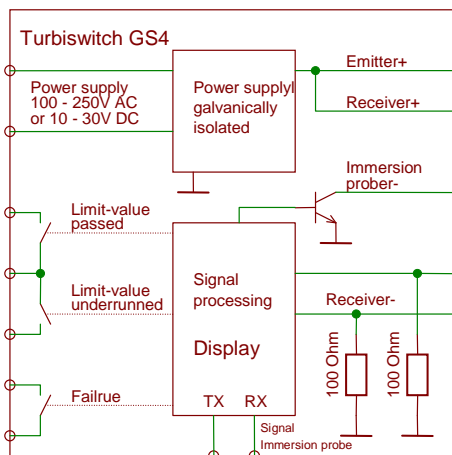 Turbiswitch GS4
Power supply
100 - 250V AC
or 10 - 30V DC
Power supplyl
galvanically
isolated
Emitter+
Receiver+
Immersion
prober-
Limit-value
passed
Signal
processing
Limit-value
underrunned
Receiver-
Display
100 Ohm
100 Ohm
Failrue
TX RX
Signal
Immersion probe